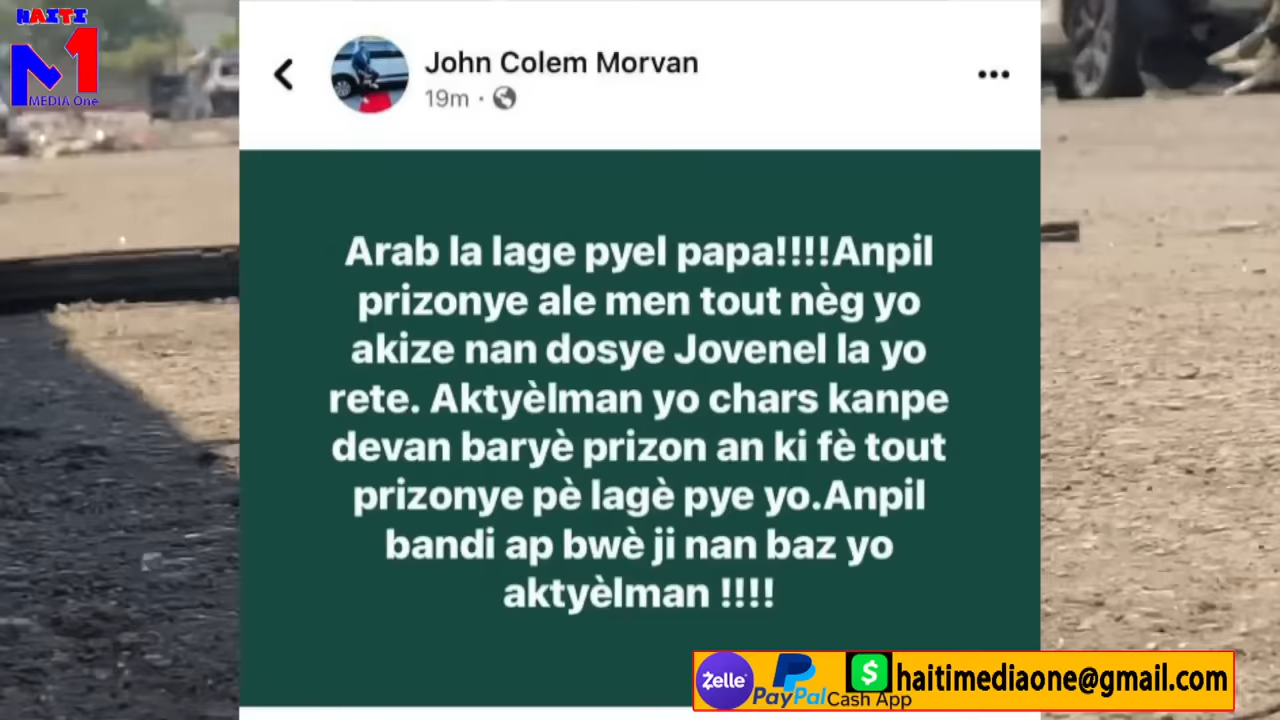 HAITI
M1
MEDIA One
John Colem Morvan
19m ·
Arab la lage pyel papa!!!!Anpil
prizonye ale men tout nèg yo
akize nan dosye Jovenel la yo
rete. Aktyèlman yo chars kanpe
devan baryè prizon an ki fè tout
prizonye pè lagè pye yo.Anpil
bandi ap bwè ji nan baz yo
aktyèlman !!!!
Zelle
PayPal
$
Cash App
haitimediaone@gmail.com